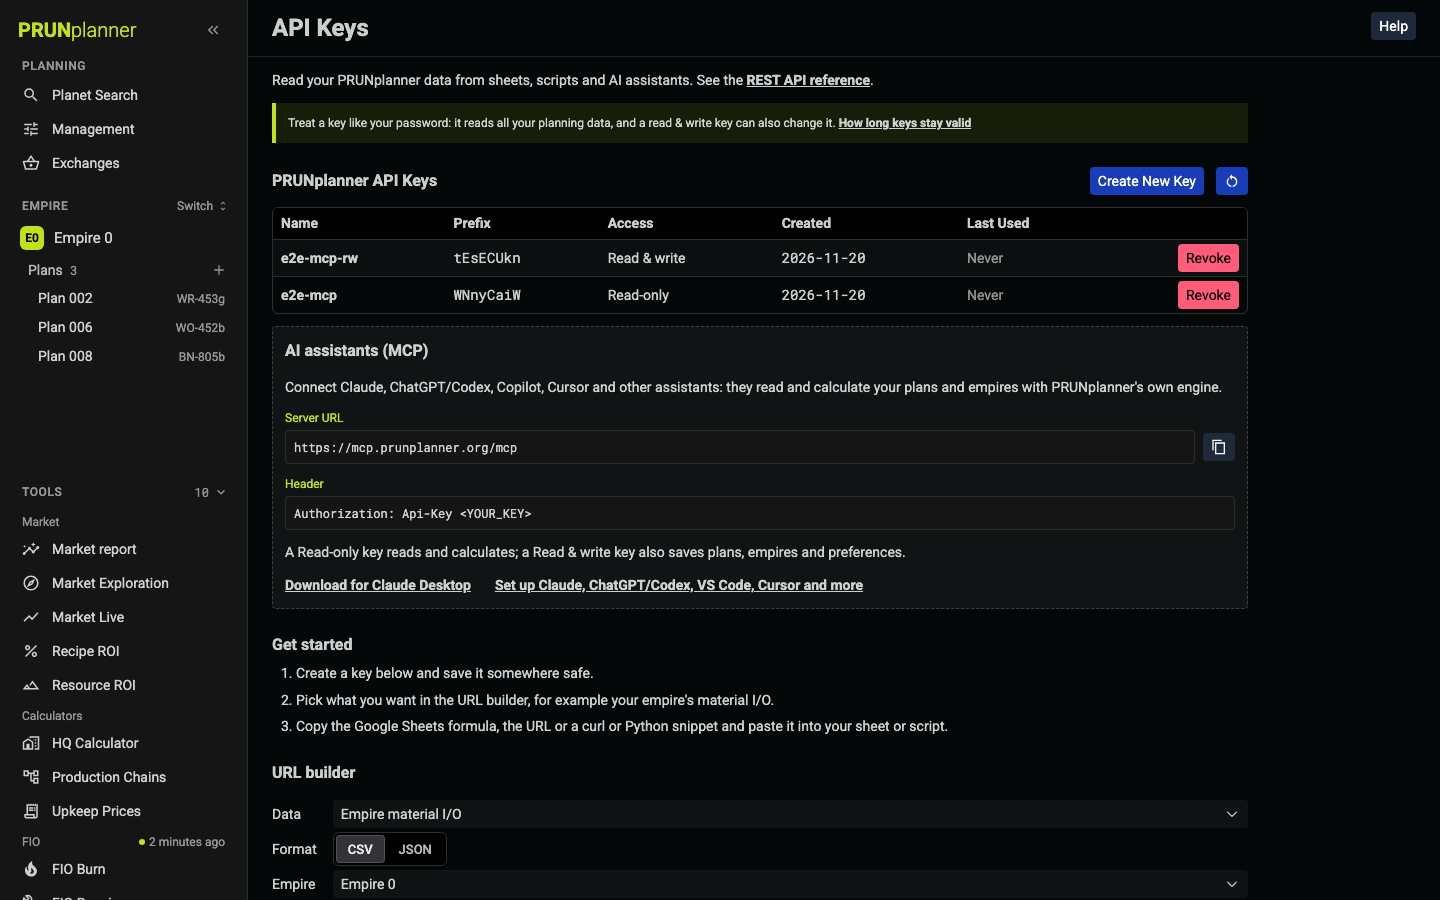 PRUNplanner
PLANNING
Planet Search
Management
Exchanges
EMPIRE Switch
E0 Empire 0
Plans 3
Plan 002 WR-453g
Plan 006 WO-452b
Plan 008 BN-805b
TOOLS 10
Market
Market report
Market Exploration
Market Live
Recipe ROI
Resource ROI
Calculators
HQ Calculator
Production Chains
Upkeep Prices
FIO 2 minutes ago
FIO Burn
API Keys
Help
Read your PRUNplanner data from sheets, scripts and AI assistants. See the REST API reference.
Treat a key like your password: it reads all your planning data, and a read & write key can also change it. How long keys stay valid
PRUNplanner API Keys
Create New Key
Name Prefix Access Created Last Used
e2e-mcp-rw tEsECUkn Read & write 2026-11-20 Never Revoke
e2e-mcp WNnyCaiW Read-only 2026-11-20 Never Revoke
AI assistants (MCP)
Connect Claude, ChatGPT/Codex, Copilot, Cursor and other assistants: they read and calculate your plans and empires with PRUNplanner's own engine.
Server URL
https://mcp.prunplanner.org/mcp
Header
Authorization: Api-Key <YOUR_KEY>
A Read-only key reads and calculates; a Read & write key also saves plans, empires and preferences.
Download for Claude Desktop Set up Claude, ChatGPT/Codex, VS Code, Cursor and more
Get started
1. Create a key below and save it somewhere safe.
2. Pick what you want in the URL builder, for example your empire's material I/O.
3. Copy the Google Sheets formula, the URL or a curl or Python snippet and paste it into your sheet or script.
URL builder
Data Empire material I/O
Format CSV JSON
Empire Empire 0